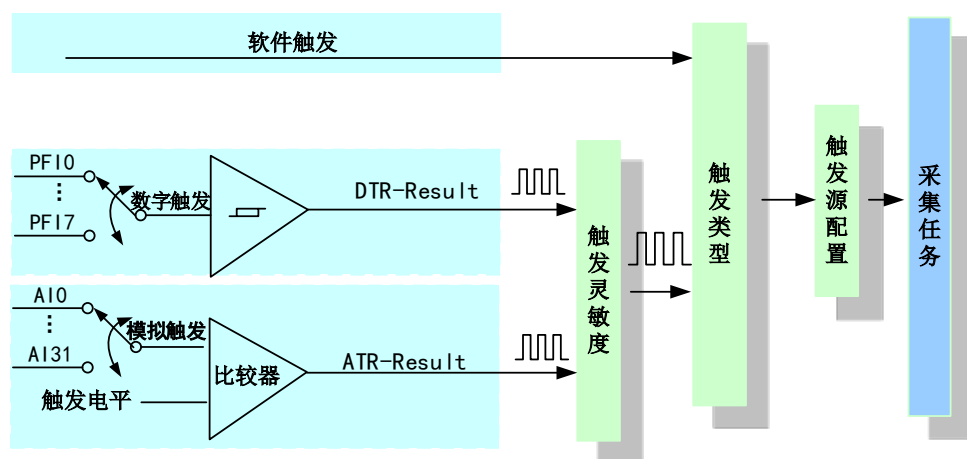 软件触发
PFI0
⋮
PFI7
数字触发
DTR-Result
AI0
⋮
AI31
模拟触发
触发电平
比较器
ATR-Result
触发灵敏度
触发类型
触发源配置
采集任务